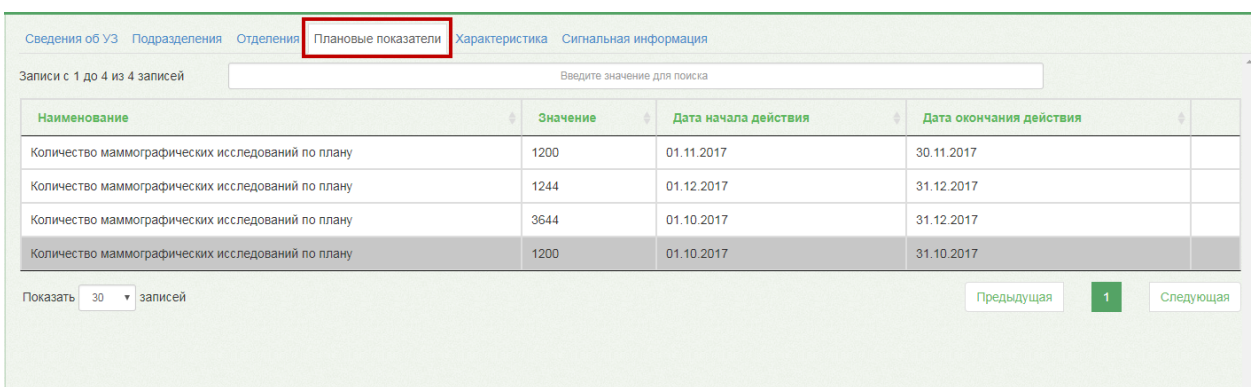 Сведения об УЗ Подразделения Отделения Плановые показатели Характеристика Сигнальная информация
Записи с 1 до 4 из 4 записей Введите значение для поиска
Наименование Значение Дата начала действия Дата окончания действия
Количество маммографических исследований по плану 1200 01.11.2017 30.11.2017
Количество маммографических исследований по плану 1244 01.12.2017 31.12.2017
Количество маммографических исследований по плану 3644 01.10.2017 31.12.2017
Количество маммографических исследований по плану 1200 01.10.2017 31.10.2017
Показать 30 записей Предыдущая 1 Следующая